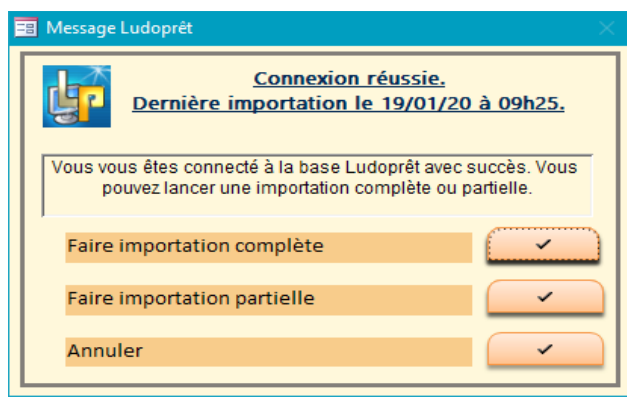 Message Ludoprêt
Connexion réussie.
Dernière importation le 19/01/20 à 09h25.
Vous vous êtes connecté à la base Ludoprêt avec succès. Vous
pouvez lancer une importation complète ou partielle.
Faire importation complète
Faire importation partielle
Annuler